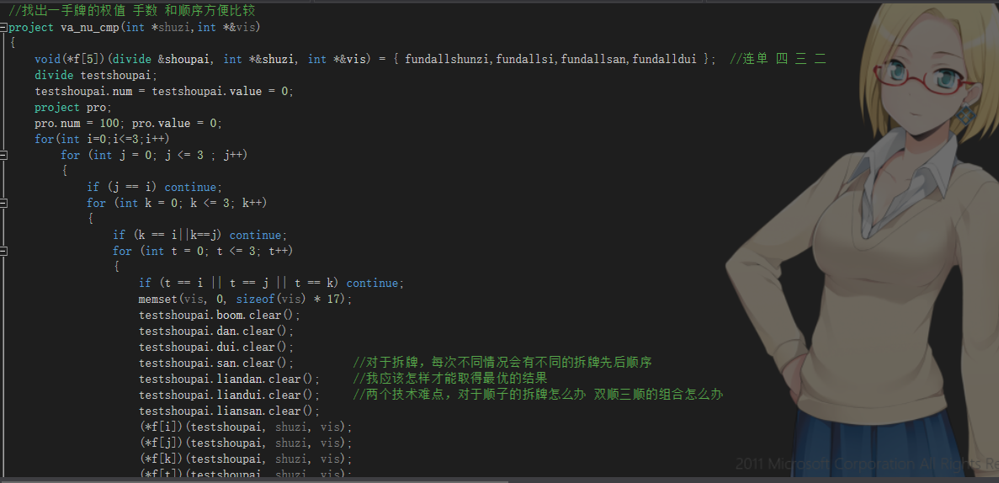 //找出一手牌的权值 手数 和顺序方便比较
project va_nu_cmp(int *shuzi,int *&vis)
{
void(*f[5])(divide &shoupai, int *&shuzi, int *&vis) = { fundallshunzi,fundallsi,fundallsan,fundalldui }; //连单 四 三 二
divide testshoupai;
testshoupai.num = testshoupai.value = 0;
project pro;
pro.num = 100; pro.value = 0;
for(int i=0;i<=3;i++)
for (int j = 0; j <= 3 ; j++)
{
if (j == i) continue;
for (int k = 0; k <= 3; k++)
{
if (k == i||k==j) continue;
for (int t = 0; t <= 3; t++)
{
if (t == i || t == j || t == k) continue;
memset(vis, 0, sizeof(vis) * 17);
testshoupai.boom.clear();
testshoupai.dan.clear();
testshoupai.dui.clear();
testshoupai.san.clear(); //对于拆牌，每次不同情况会有不同的拆牌先后顺序
testshoupai.liandan.clear(); //我应该怎样才能取得最优的结果
testshoupai.liandui.clear(); //两个技术难点，对于顺子的拆牌怎么办 双顺三顺的组合怎么办
testshoupai.liansan.clear();
(*f[i])(testshoupai, shuzi, vis);
(*f[j])(testshoupai, shuzi, vis);
(*f[k])(testshoupai, shuzi, vis);
(*f[t])(testshoupai, shuzi, vis);
2011 Microsoft Corporation All Rights Re